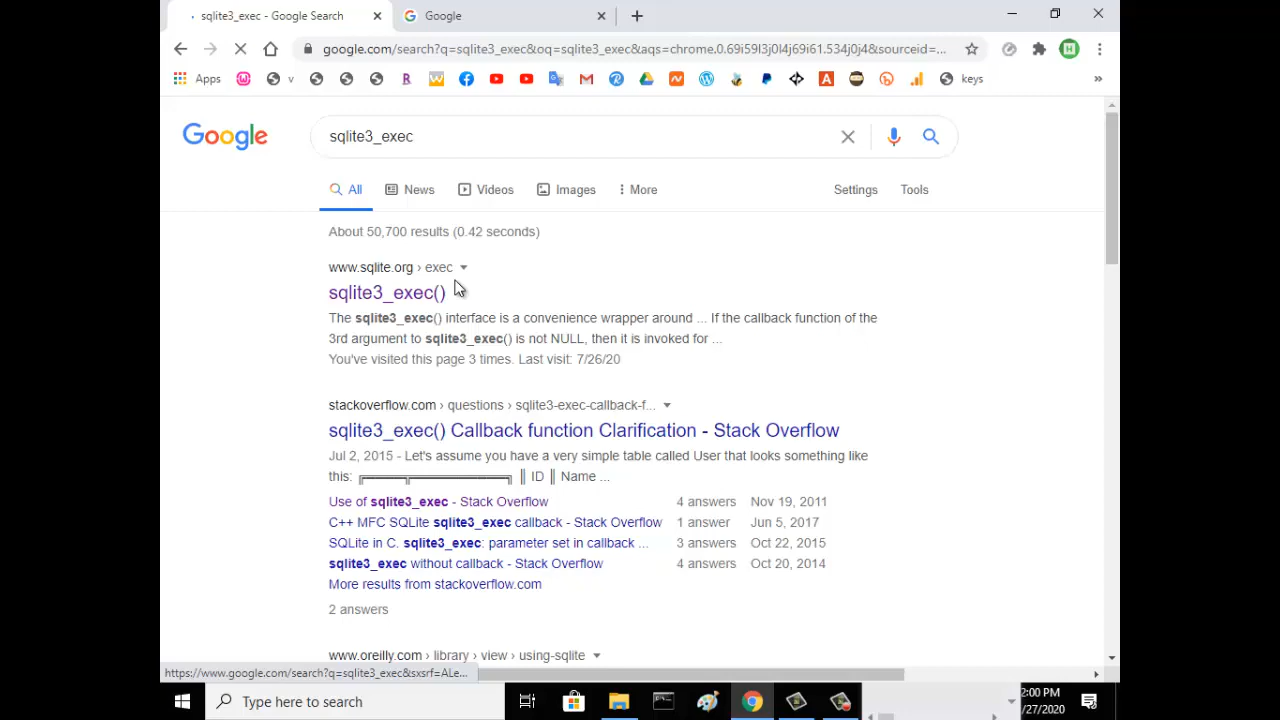 sqlite3_exec - Google Search
Google
google.com/search?q=sqlite3_exec&oq=sqlite3_exec&aqs=chrome.0.69i59l3j0l4j69i61.534j0j4&sourceid=...
Apps
v
keys
»
Google
sqlite3_exec
All
News
Videos
Images
More
Settings
Tools
About 50,700 results (0.42 seconds)
www.sqlite.org › exec
sqlite3_exec()
The sqlite3_exec() interface is a convenience wrapper around ... If the callback function of the
3rd argument to sqlite3_exec() is not NULL, then it is invoked for ...
You've visited this page 3 times. Last visit: 7/26/20
stackoverflow.com › questions › sqlite3-exec-callback-f...
sqlite3_exec() Callback function Clarification - Stack Overflow
Jul 2, 2015 - Let's assume you have a very simple table called User that looks something like
this: ╔════╦══════════╗ ║ ID ║ Name ...
Use of sqlite3_exec - Stack Overflow 4 answers Nov 19, 2011
C++ MFC SQLite sqlite3_exec callback - Stack Overflow 1 answer Jun 5, 2017
SQLite in C. sqlite3_exec: parameter set in callback ... 3 answers Oct 22, 2015
sqlite3_exec without callback - Stack Overflow 4 answers Oct 20, 2014
More results from stackoverflow.com
2 answers
www.oreilly.com › library › view › using-sqlite
https://www.google.com/search?q=sqlite3_exec&sxsrf=ALe...
Type here to search
2:00 PM
/27/2020